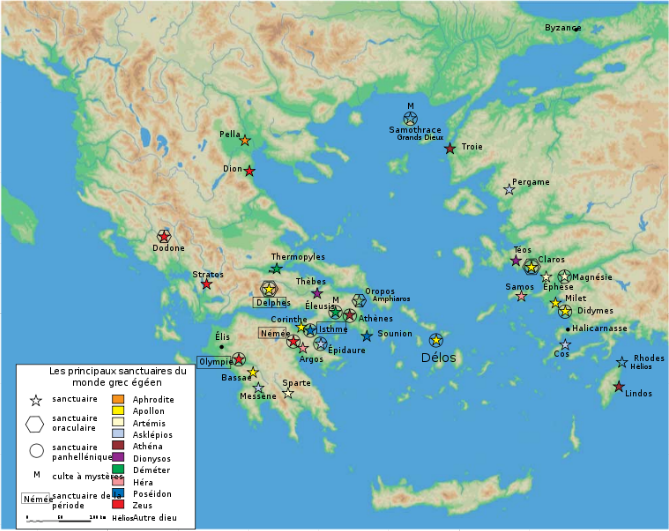 Byzance
M
Samothrace
Grands Dieux
Pella
Troie
Dion
Pergame
Dodone
Téos
Claros
Thermopyles
Stratos
Thèbes
Magnésie
Éphèse
Samos
Oropos
Amphiaros
Delphes
M
Éleusis
Milet
Didymes
Corinthe
Athènes
Isthme
Némée
Sounion
Halicarnasse
Élis
Épidaure
Délos
Cos
Argos
Olympie
Rhodes
Hélios
Bassae
Sparte
Messène
Lindos
Les principaux sanctuaires du
monde grec égéen
sanctuaire
sanctuaire
oraculaire
sanctuaire
panhellénique
M culte à mystères
Némée sanctuaire de la
période
Aphrodite
Apollon
Artémis
Asklépios
Athéna
Dionysos
Déméter
Héra
Poséidon
Zeus
Hélios Autre dieu